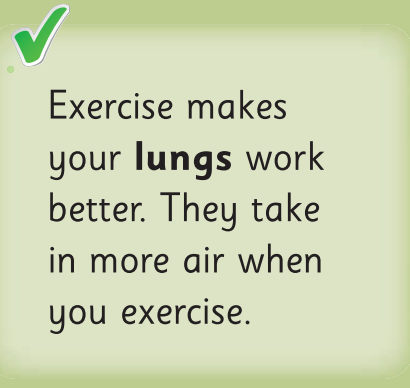 Exercise makes
your lungs work
better. They take
in more air when
you exercise.